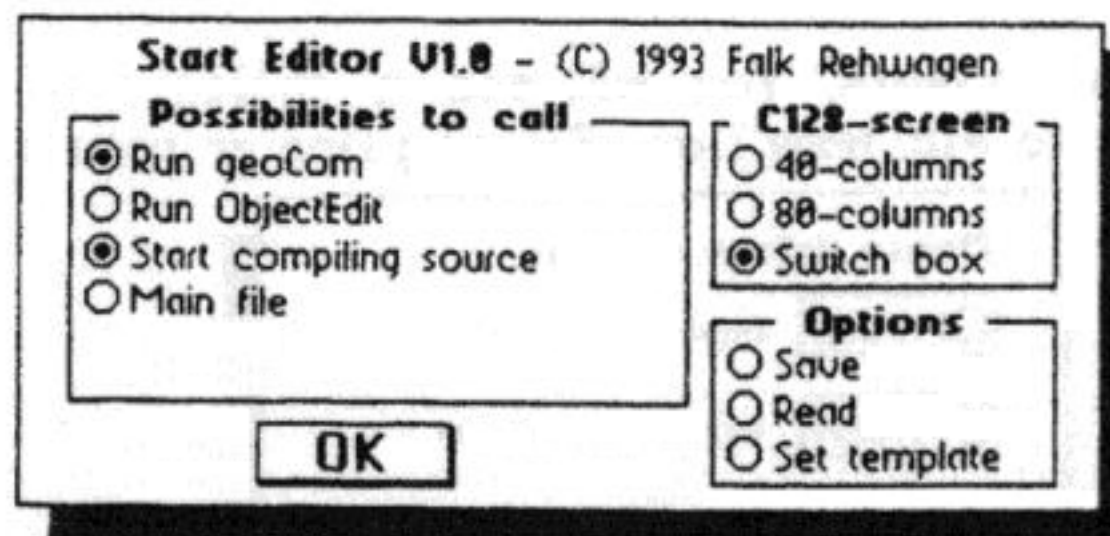 Start Editor V1.0 - (C) 1993 Falk Rehwagen
Possibilities to call
Run geoCom
Run ObjectEdit
Start compiling source
Main file
OK
C128-screen
40-columns
80-columns
Switch box
Options
Save
Read
Set template